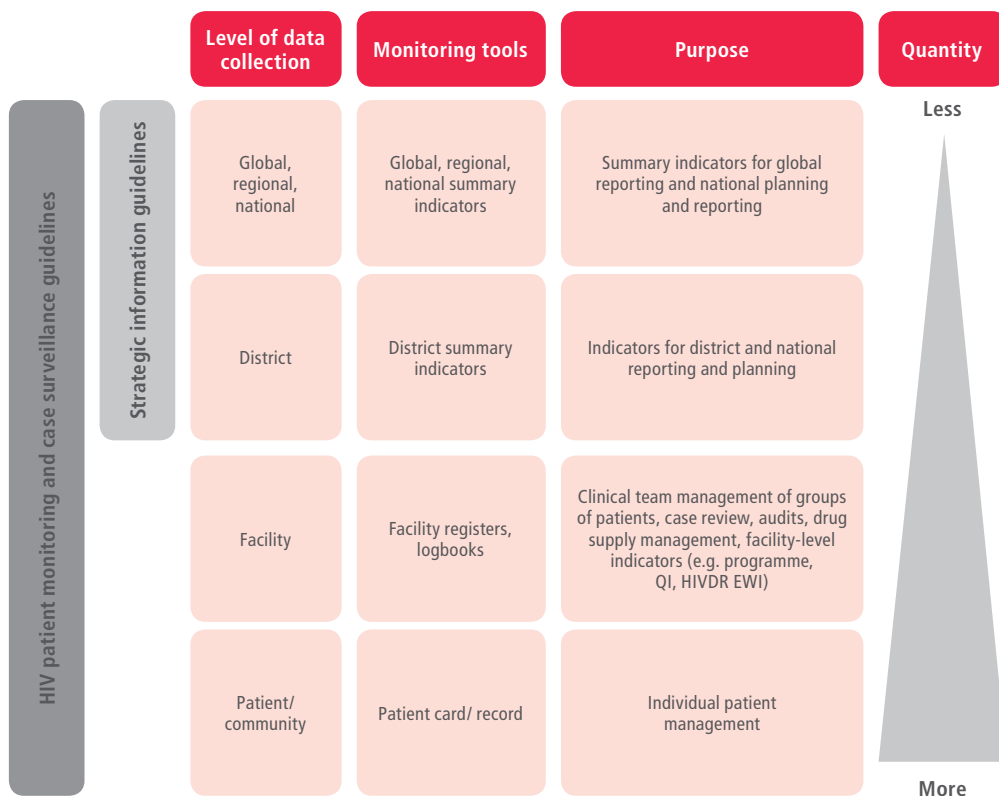 Level of data
collection
Monitoring tools
Purpose
Quantity
HIV patient monitoring and case surveillance guidelines
Strategic information guidelines
Less
Global,
regional,
national
Global, regional,
national summary
indicators
Summary indicators for global
reporting and national planning
and reporting
District
District summary
indicators
Indicators for district and national
reporting and planning
Facility
Facility registers,
logbooks
Clinical team management of groups
of patients, case review, audits, drug
supply management, facility-level
indicators (e.g. programme,
QI, HIVDR EWI)
Patient/
community
Patient card/ record
Individual patient
management
More